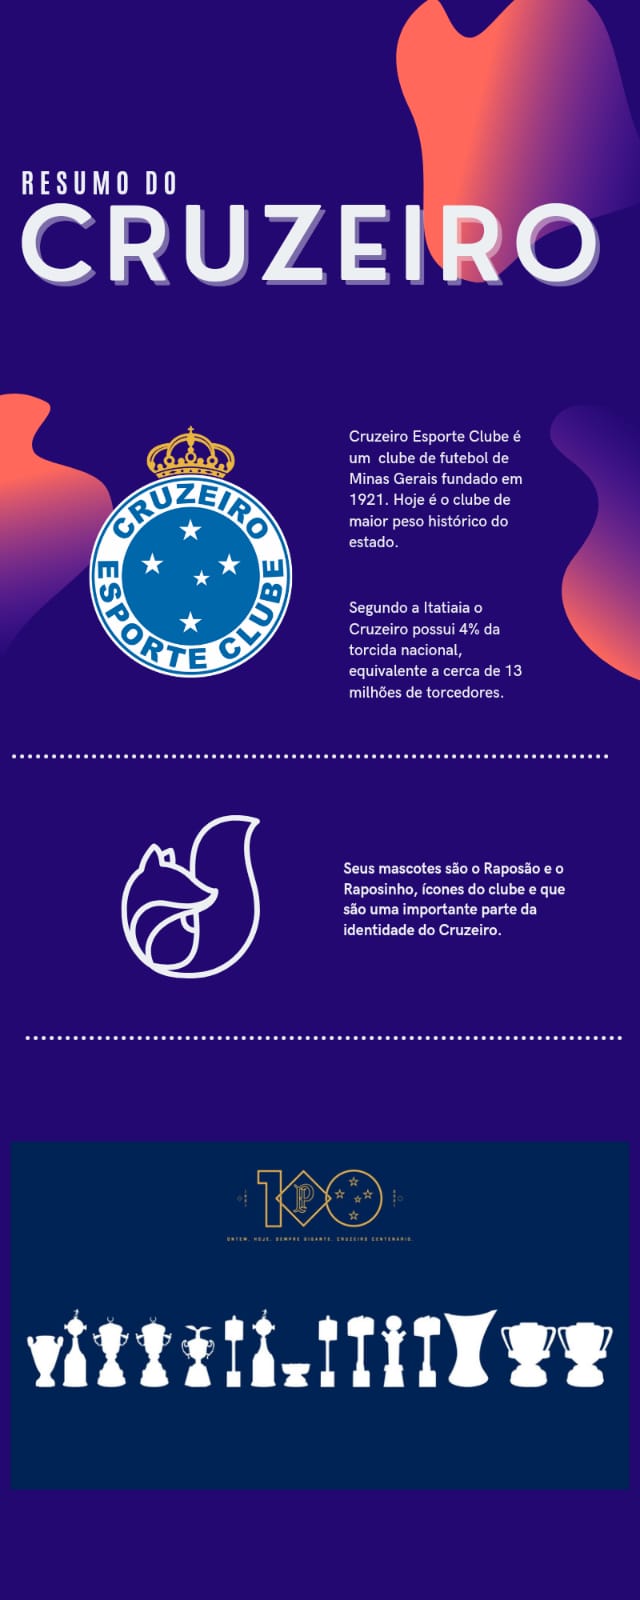 RESUMO DO
CRUZEIRO
CRUZEIRO
ESPORTE CLUBE
Cruzeiro Esporte Clube é
um clube de futebol de
Minas Gerais fundado em
1921. Hoje é o clube de
maior peso histórico do
estado.
Segundo a Itatiaia o
Cruzeiro possui 4% da
torcida nacional,
equivalente a cerca de 13
milhões de torcedores.
Seus mascotes são o Raposão e o
Raposinho, ícones do clube e que
são uma importante parte da
identidade do Cruzeiro.
100
ONTEM, HOJE, SEMPRE GIGANTE. CRUZEIRO CENTENÁRIO.